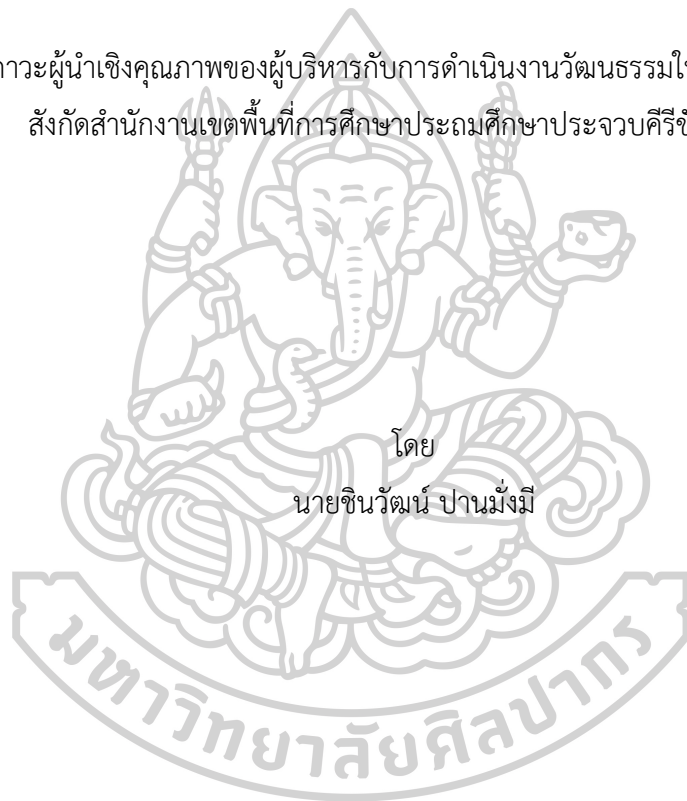 ภาวะผู้นำเชิงคุณภาพของผู้บริหารกับการดำเนินงานวัฒนธรรมใ
สังกัดสำนักงานเขตพื้นที่การศึกษาประถมศึกษาประจวบคีรีขั
โดย
นายชินวัฒน์ ปานมั่งมี
มหาวิทยาลัยศิลปากร